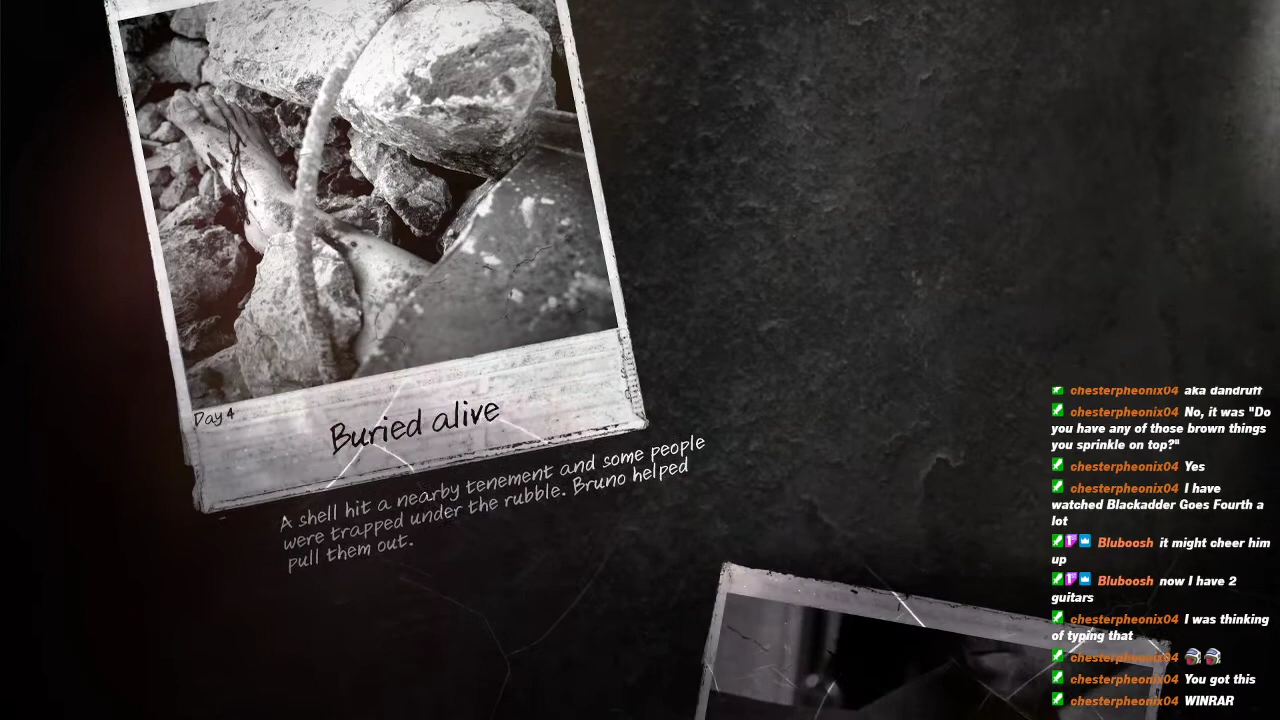 Day 4
Buried alive
A shell hit a nearby tenement and some people
were trapped under the rubble. Bruno helped
pull them out.
chesterpheonix04 aka dandruff
chesterpheonix04 No, it was "Do
you have any of those brown things
you sprinkle on top?"
chesterpheonix04 Yes
chesterpheonix04 I have
watched Blackadder Goes Fourth a
lot
Bluboosh it might cheer him
up
Bluboosh now I have 2
guitars
chesterpheonix04 I was thinking
of typing that
chesterpheonix04
chesterpheonix04 You got this
chesterpheonix04 WINRAR